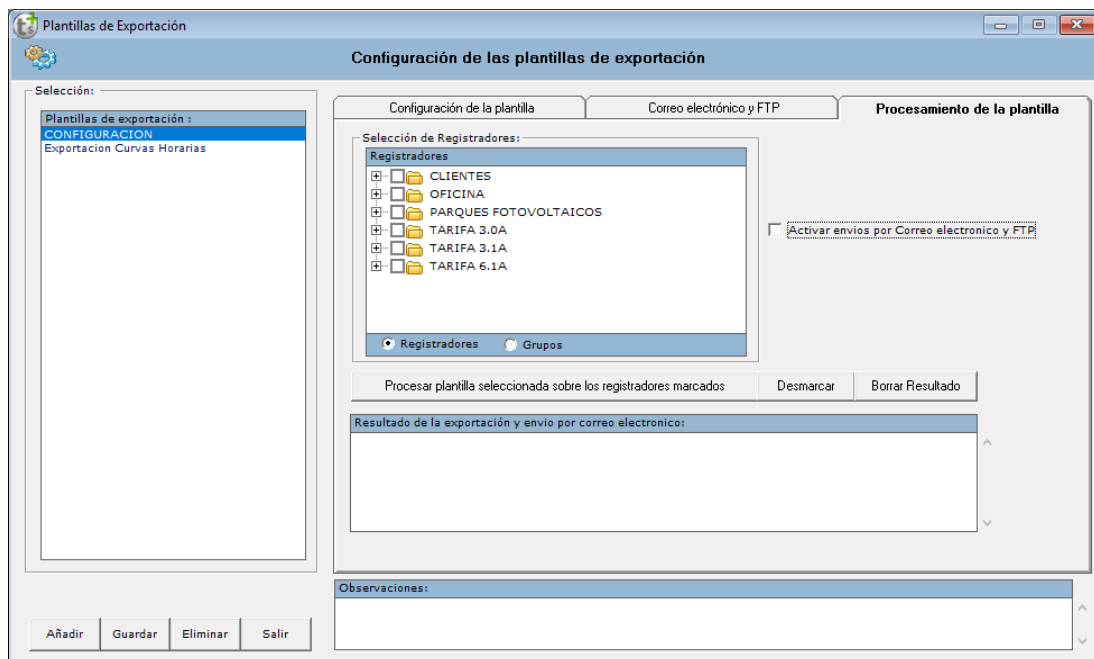 Plantillas de Exportación
Configuración de las plantillas de exportación
Selección:
Plantillas de exportación :
CONFIGURACION
Exportacion Curvas Horarias
Configuración de la plantilla
Correo electrónico y FTP
Procesamiento de la plantilla
Selección de Registradores:
Registradores
CLIENTES
OFICINA
PARQUES FOTOVOLTAICOS
TARIFA 3.0A
TARIFA 3.1A
TARIFA 6.1A
Registradores
Grupos
Activar envios por Correo electronico y FTP
Procesar plantilla seleccionada sobre los registradores marcados
Desmarcar
Borrar Resultado
Resultado de la exportación y envio por correo electronico:
Observaciones:
Añadir
Guardar
Eliminar
Salir